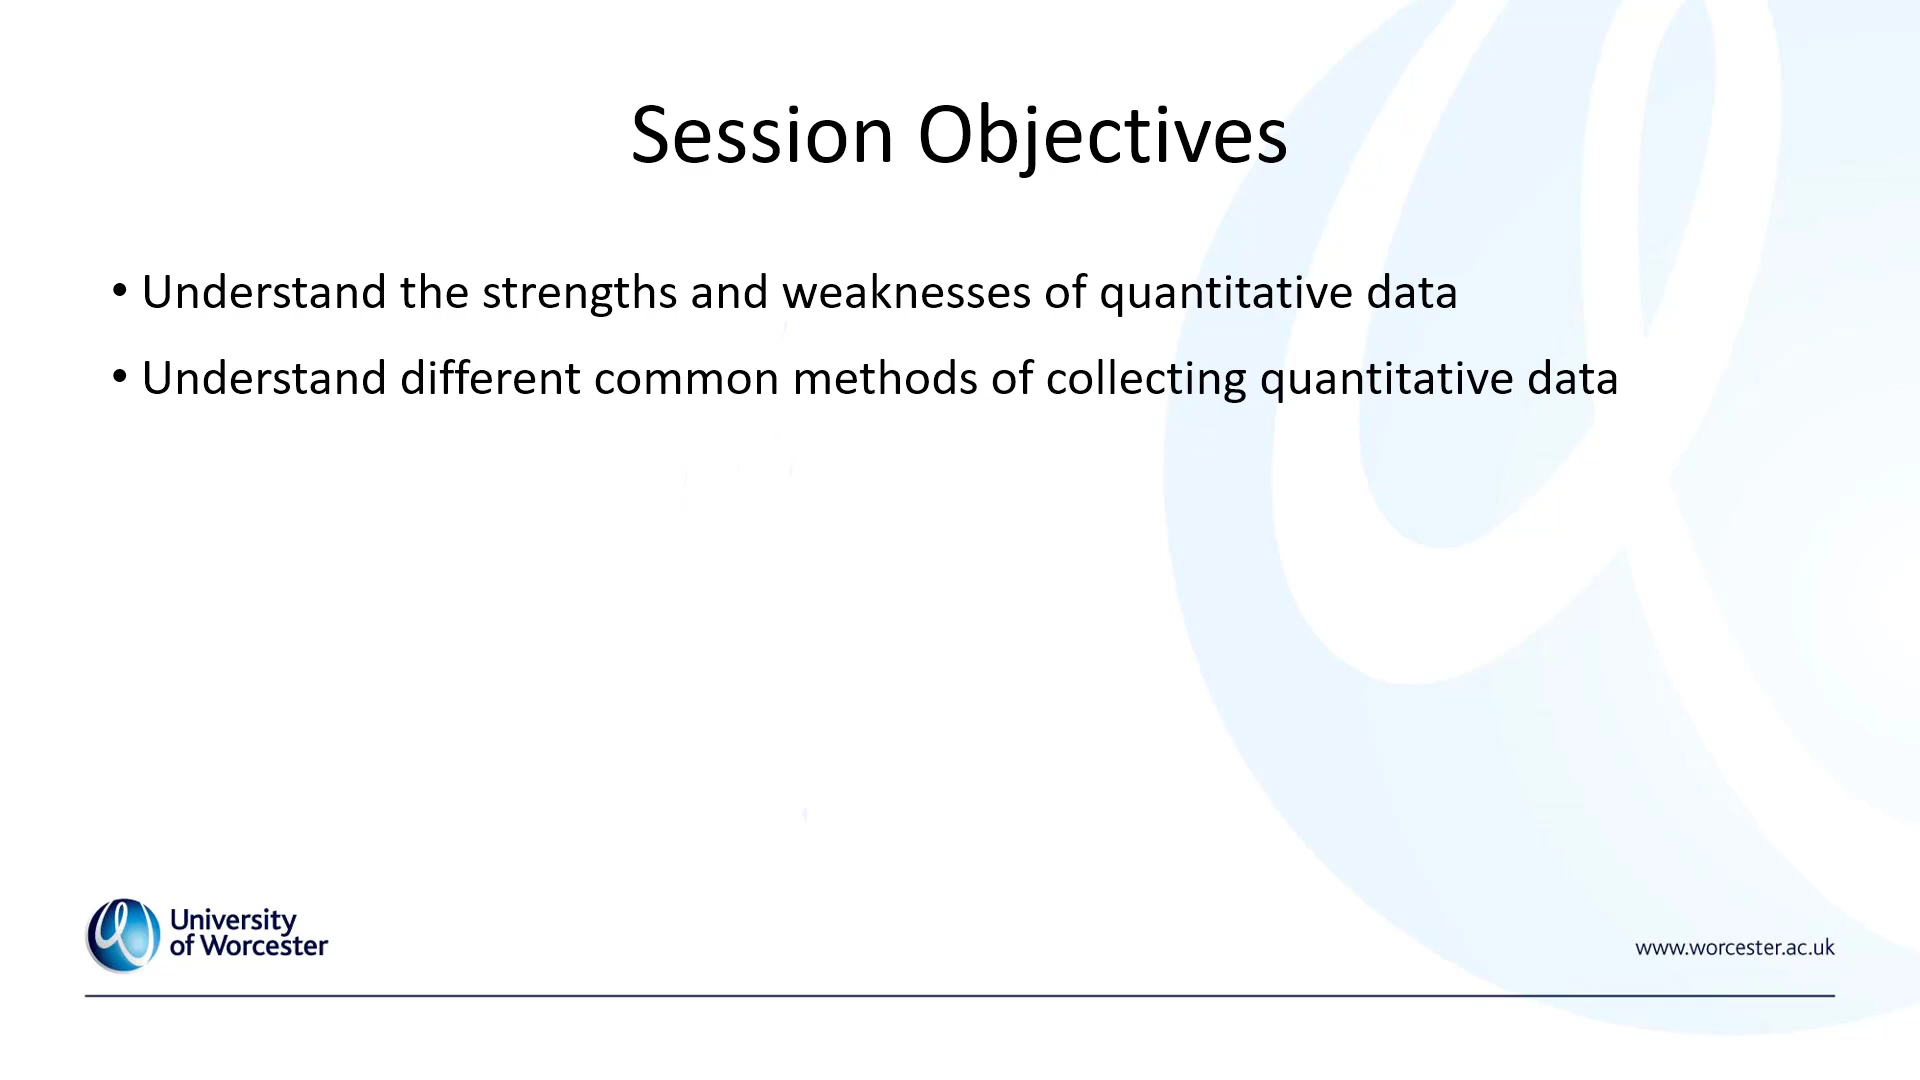 Session Objectives
• Understand the strengths and weaknesses of quantitative data
• Understand different common methods of collecting quantitative data
University
of Worcester
www.worcester.ac.uk